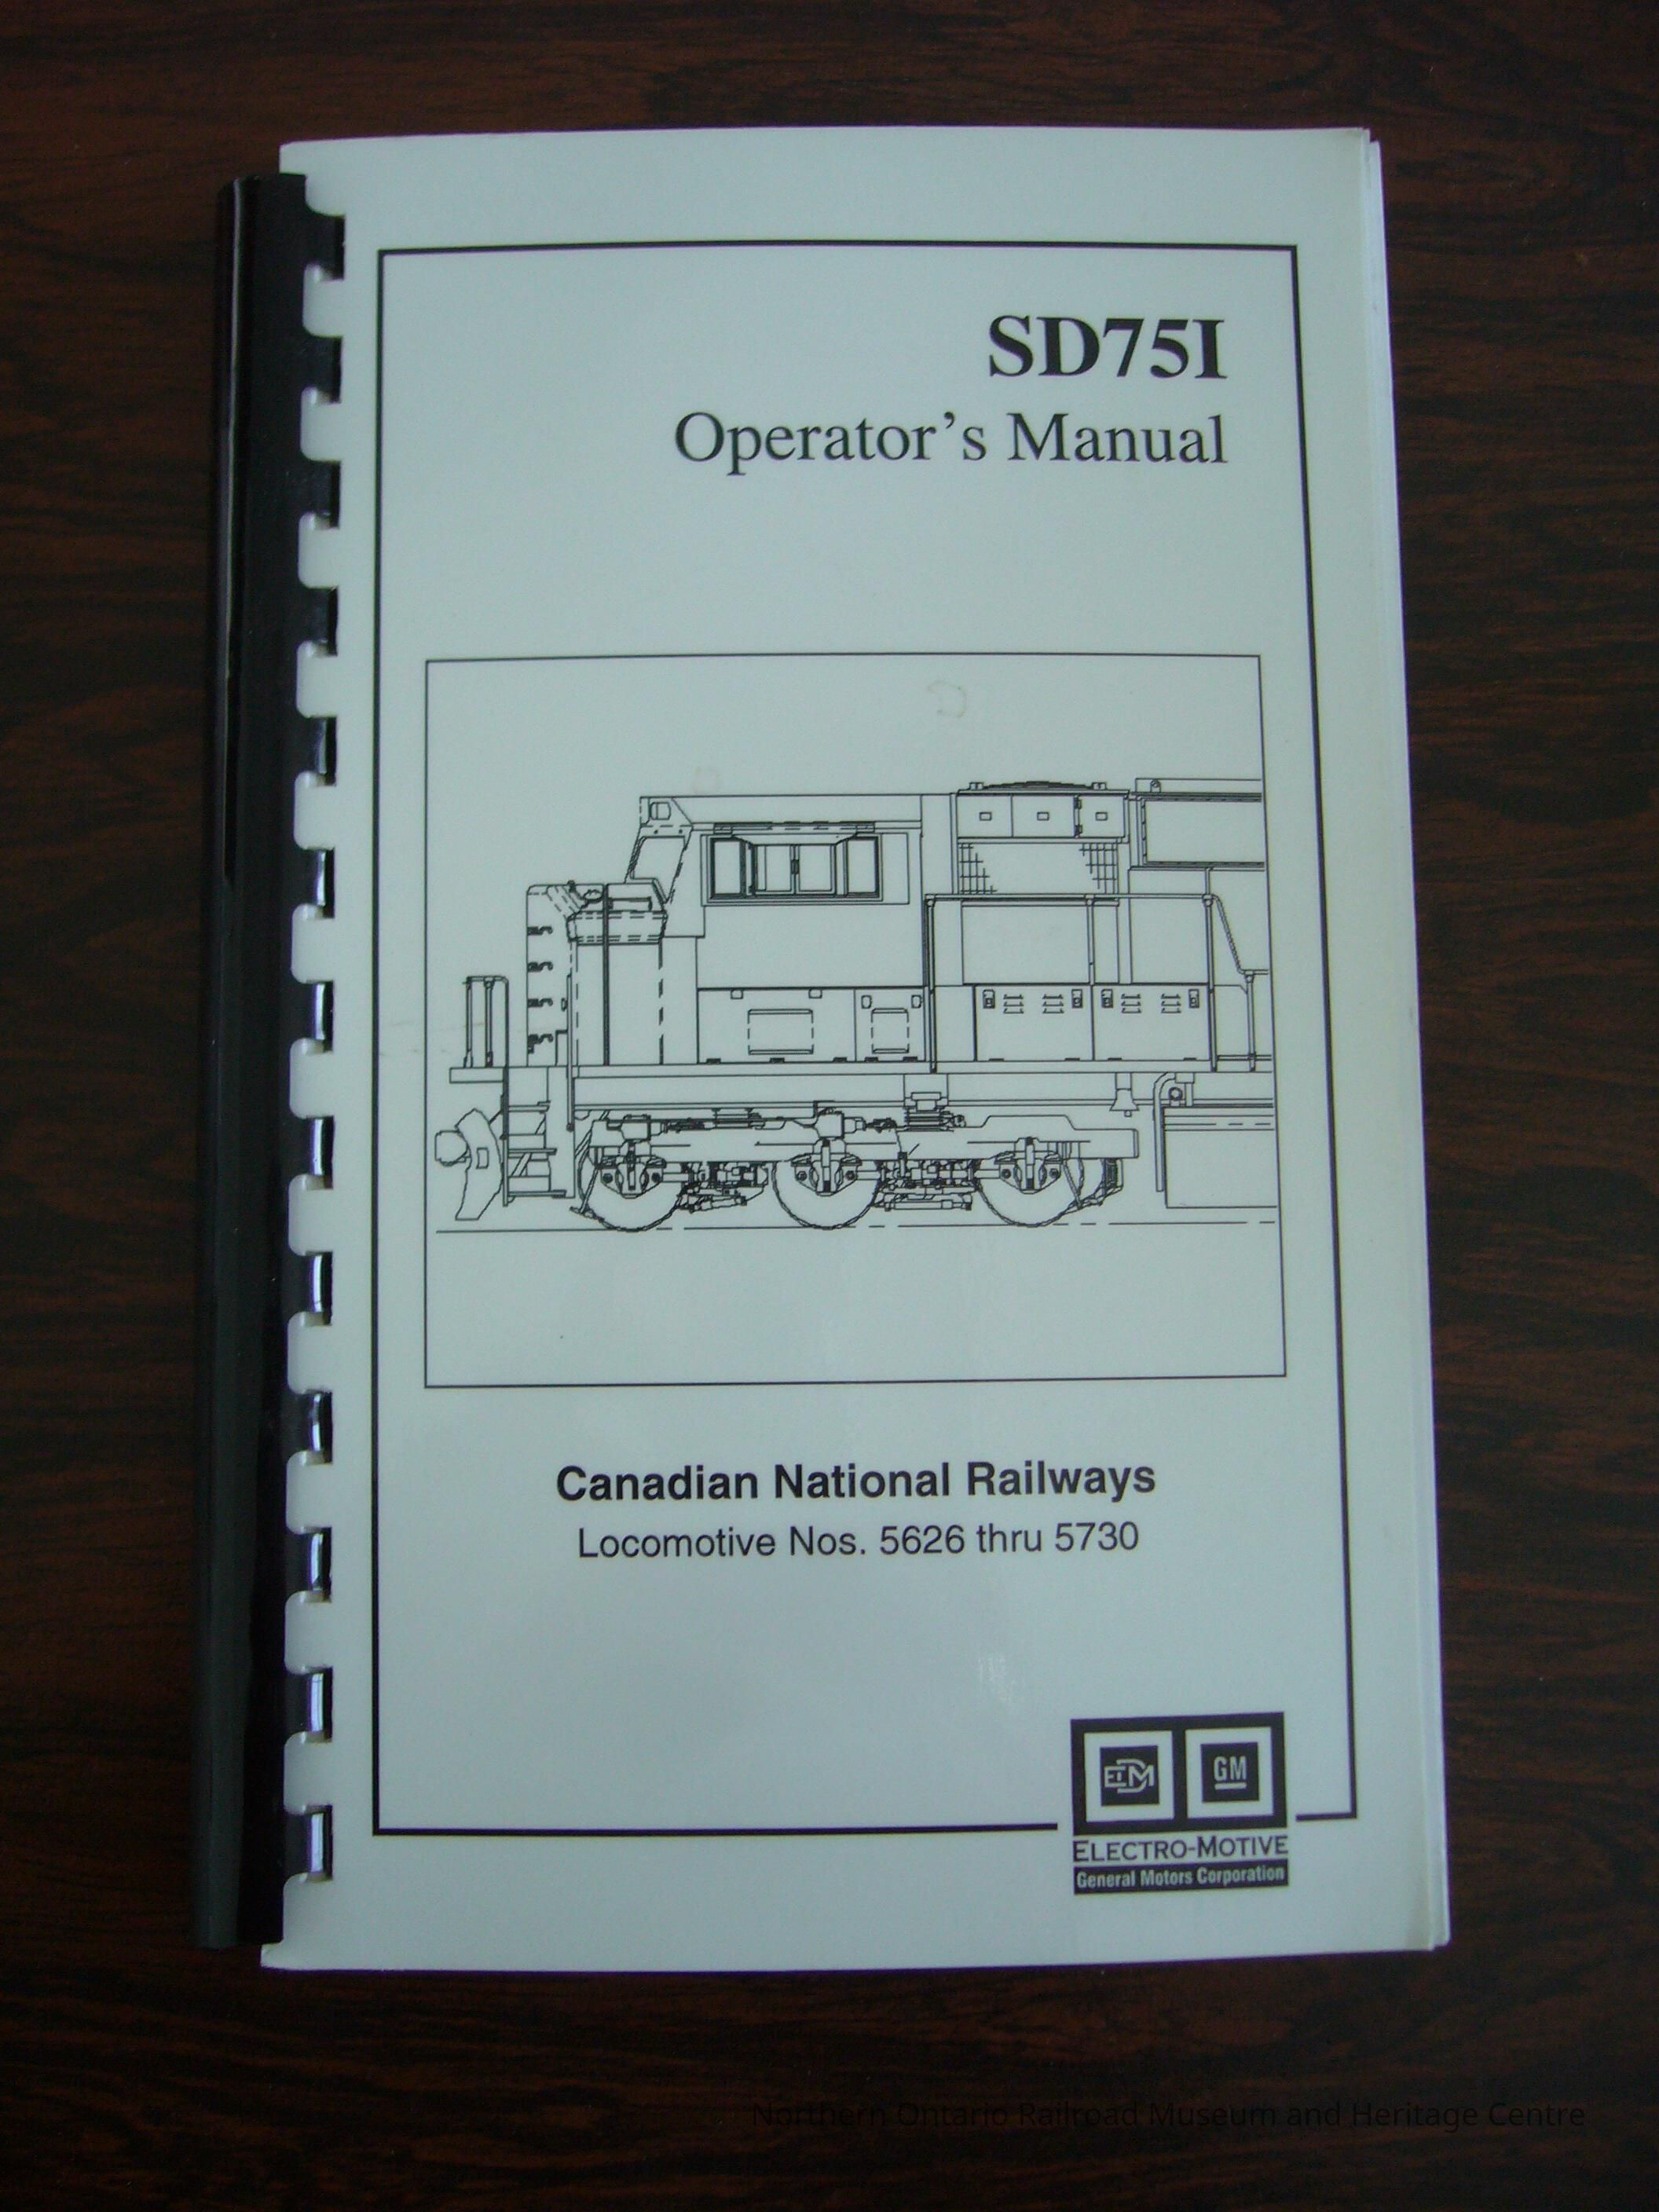 SD75I
Operator's Manual
Canadian National Railways
Locomotive Nos. 5626 thru 5730
EMD
GM
ELECTRO-MOTIVE
General Motors Corporation
Northern Ontario Railroad Museum and Heritage Centre